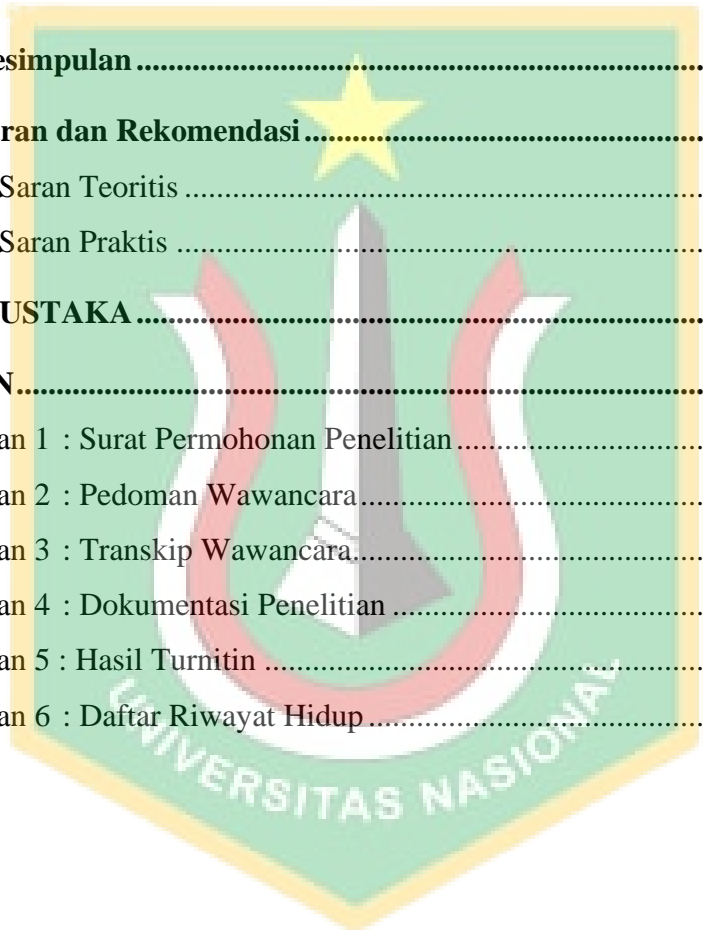 esimpulan
ran dan Rekomendasi
Saran Teoritis
Saran Praktis
USTAKA
N
an 1 : Surat Permohonan Penelitian
an 2 : Pedoman Wawancara
an 3 : Transkip Wawancara
an 4 : Dokumentasi Penelitian
an 5 : Hasil Turnitin
an 6 : Daftar Riwayat Hidup
UNIVERSITAS NASIONAL